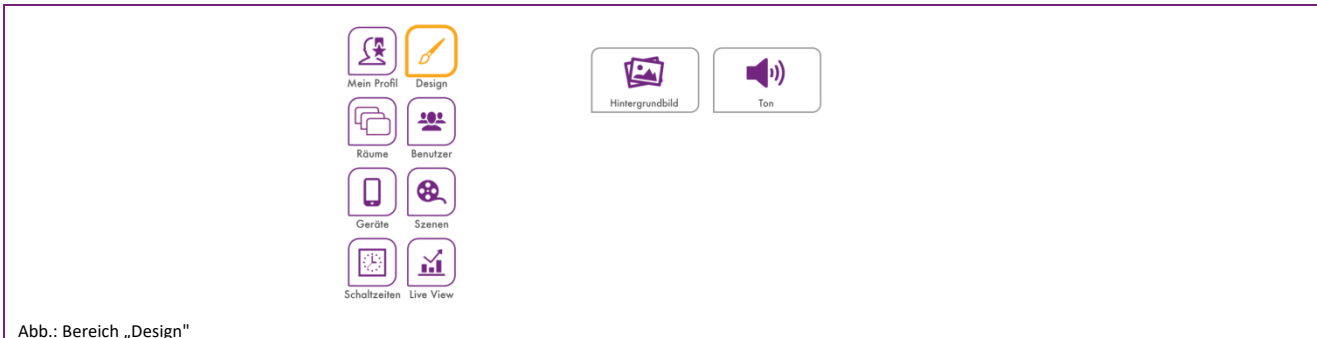 Mein Profil Design
Hintergrundbild Ton
Räume Benutzer
Geräte Szenen
Schaltzeiten Live View
Abb.: Bereich „Design"